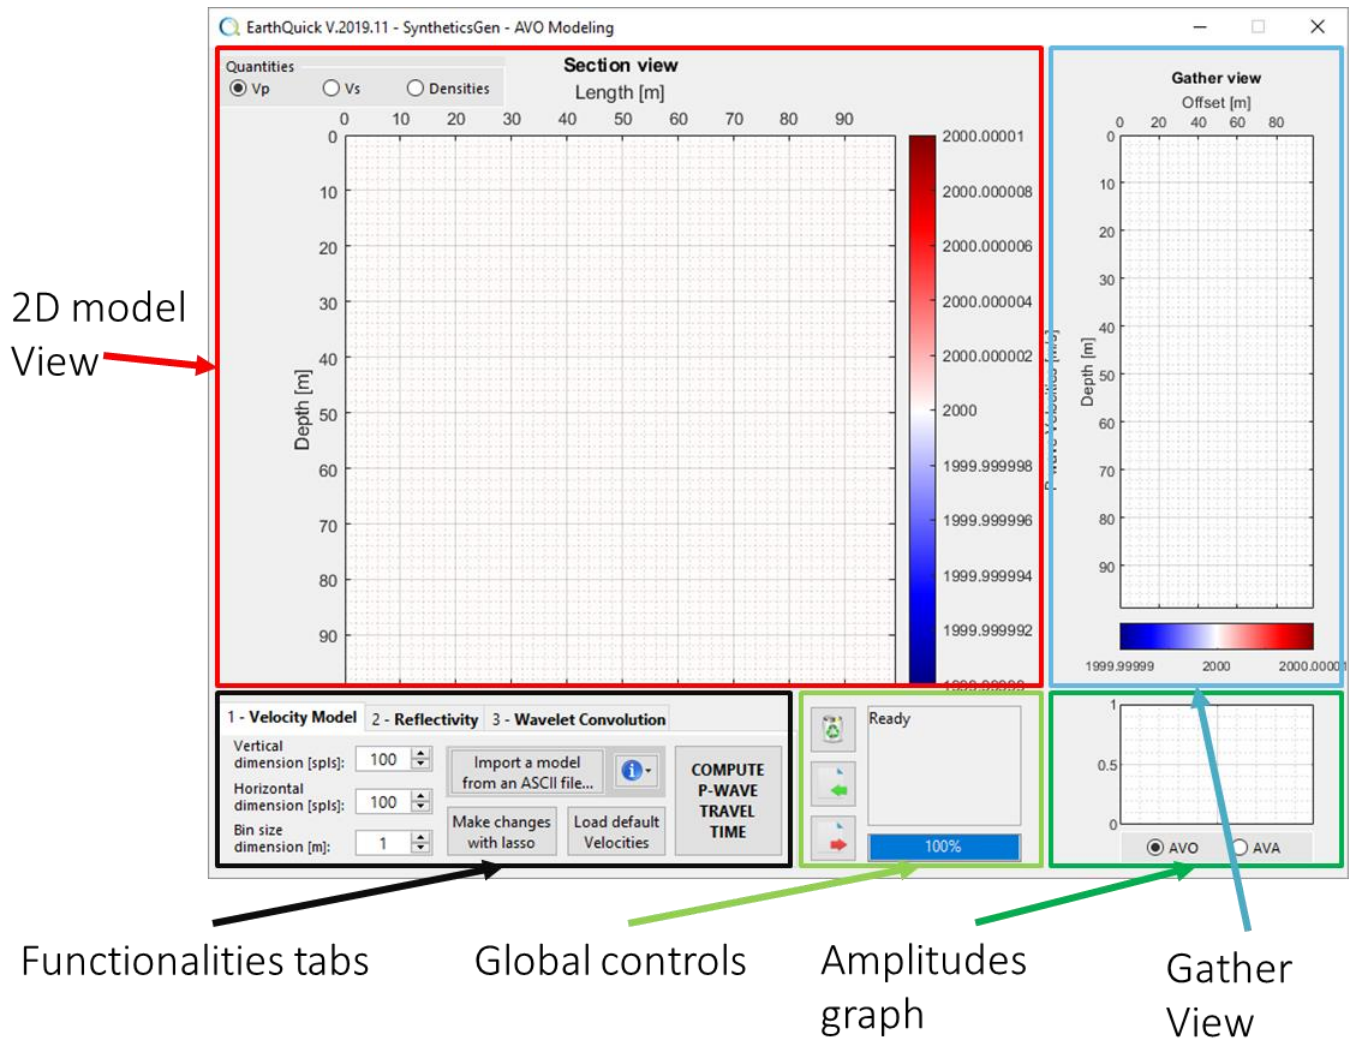 EarthQuick V.2019.11 - SyntheticsGen - AVO Modeling
Quantities
Vp
Vs
Densities
Section view
Length [m]
0 10 20 30 40 50 60 70 80 90
0
10
20
30
40
50
60
70
80
90
Depth [m]
2000.00001
2000.000008
2000.000006
2000.000004
2000.000002
2000
1999.999998
1999.999996
1999.999994
1999.999992
1999.99999
Gather view
Offset [m]
0 20 40 60 80
0
10
20
30
40
50
60
70
80
90
Depth [m]
1999.99999 2000 2000.00001
2D model
View
1 - Velocity Model
2 - Reflectivity
3 - Wavelet Convolution
Vertical
dimension [spls]:
100
Horizontal
dimension [spls]:
100
Bin size
dimension [m]:
1
Import a model
from an ASCII file...
Make changes
with lasso
Load default
Velocities
COMPUTE
P-WAVE
TRAVEL
TIME
Ready
100%
1
0.5
0
AVO
AVA
Functionalities tabs
Global controls
Amplitudes
graph
Gather
View